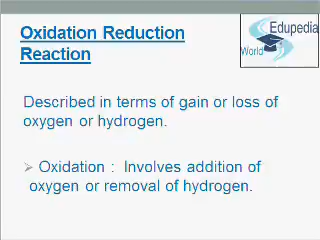 Oxidation Reduction
Reaction
Edupedia
World
Described in terms of gain or loss of
oxygen or hydrogen.
➢ Oxidation : Involves addition of
oxygen or removal of hydrogen.